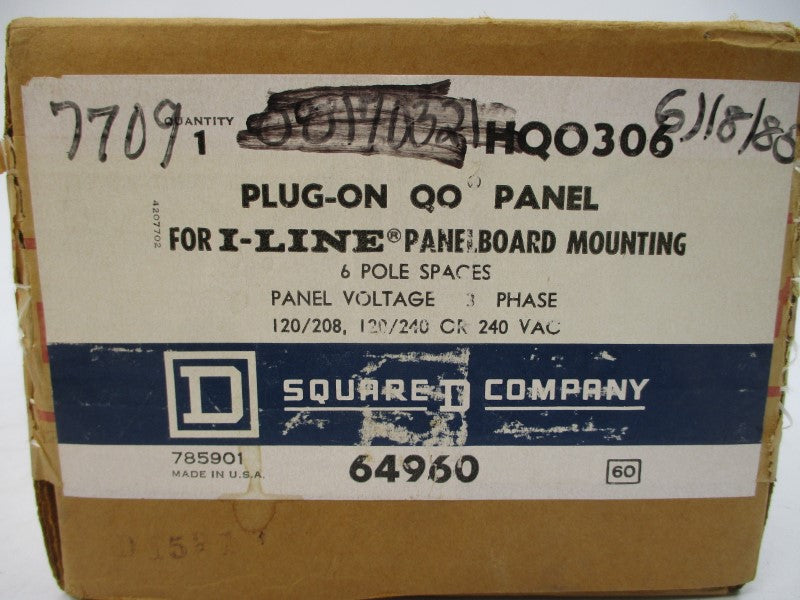 7709 QUANTITY 1 HQO306 6/18/86
PLUG-ON QO® PANEL
4207702
FOR I-LINE® PANELBOARD MOUNTING
6 POLE SPACES
PANEL VOLTAGE 3 PHASE
120/208, 120/240 OR 240 VAC
D SQUARE D COMPANY
785901
MADE IN U.S.A.
64960
60